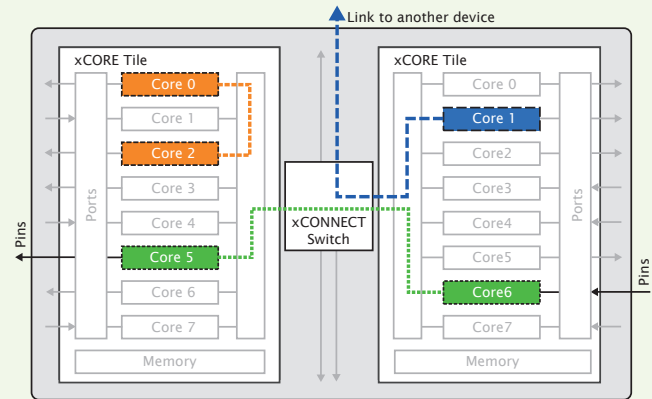 Link to another device
xCORE Tile
Core 0
Core 1
Core 2
Core 3
Core 4
Core 5
Core 6
Core 7
Ports
Memory
Pins
xCONNECT
Switch
xCORE Tile
Core 0
Core 1
Core2
Core3
Core4
Core5
Core6
Core7
Ports
Memory
Pins